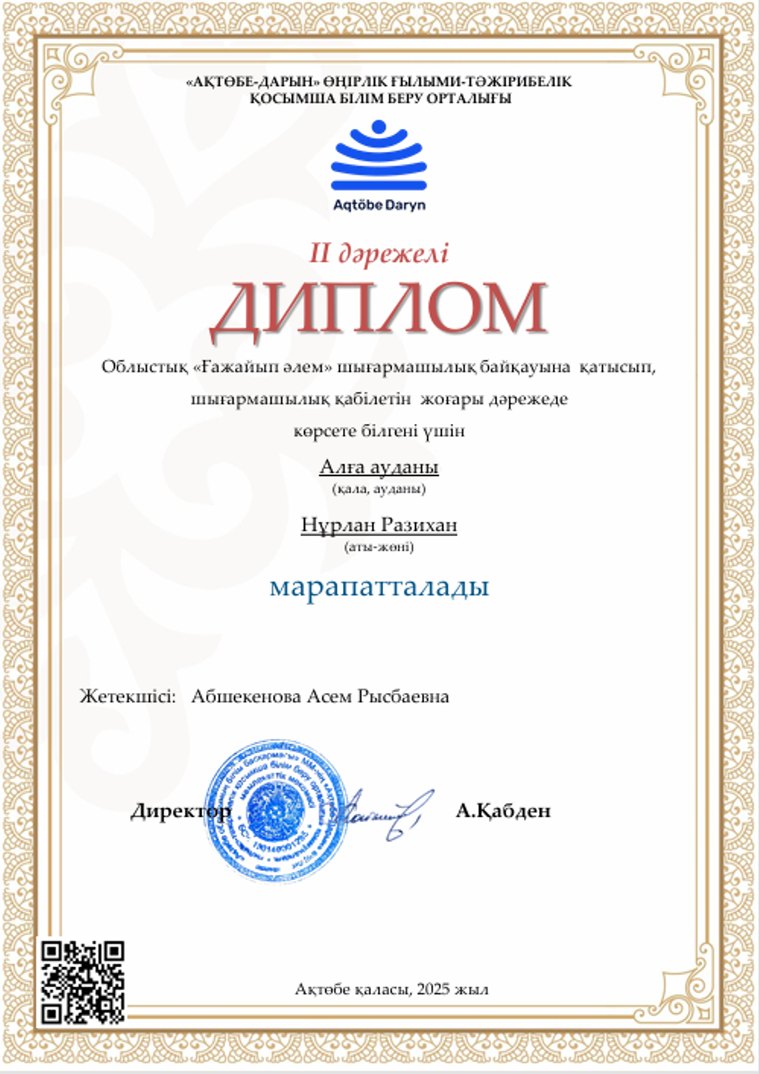 «АҚТӨБЕ-ДАРЫН» ӨҢІРЛІК ҒЫЛЫМИ-ТӘЖІРИБЕЛІК
ҚОСЫМША БІЛІМ БЕРУ ОРТАЛЫҒЫ
Aqtöbe Daryn
II дәрежелі
ДИПЛОМ
Облыстық «Ғажайып әлем» шығармашылық байқауына қатысып,
шығармашылық қабілетін жоғары дәрежеде
көрсете білгені үшін
Алға ауданы
(қала, ауданы)
Нұрлан Разихан
(аты-жөні)
марапатталады
Жетекшісі: Абшекенова Асем Рысбаевна
Директор А.Қабден
Ақтөбе қаласы, 2025 жыл